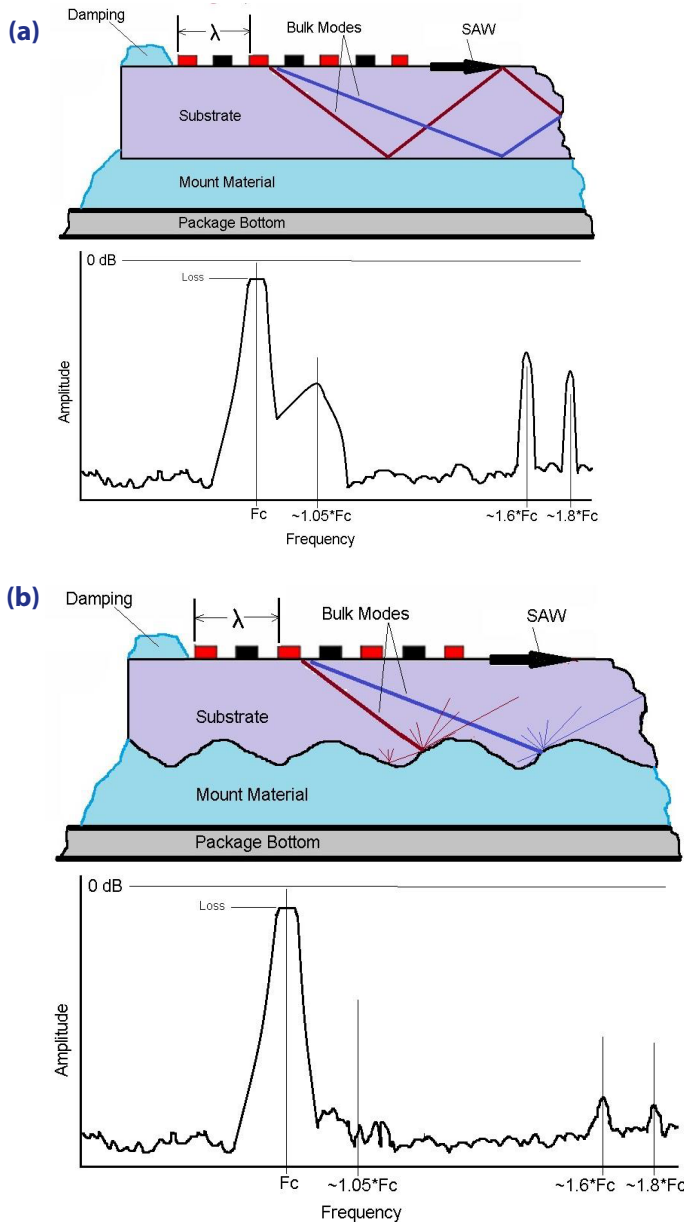 (a)
Damping
λ
Bulk Modes
SAW
Substrate
Mount Material
Package Bottom
0 dB
Loss
Amplitude
Fc
~1.05*Fc
~1.6*Fc
~1.8*Fc
Frequency
(b)
Damping
λ
Bulk Modes
SAW
Substrate
Mount Material
Package Bottom
0 dB
Loss
Amplitude
Fc
~1.05*Fc
~1.6*Fc
~1.8*Fc
Frequency